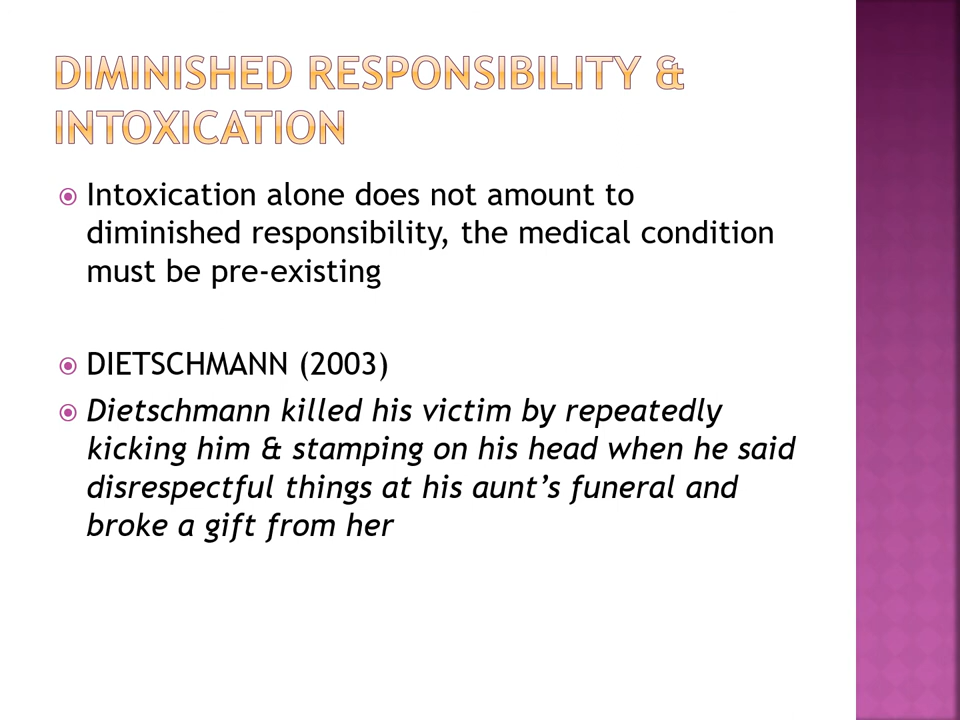 DIMINISHED RESPONSIBILITY &
INTOXICATION
Intoxication alone does not amount to
diminished responsibility, the medical condition
must be pre-existing
DIETSCHMANN (2003)
Dietschmann killed his victim by repeatedly
kicking him & stamping on his head when he said
disrespectful things at his aunt’s funeral and
broke a gift from her